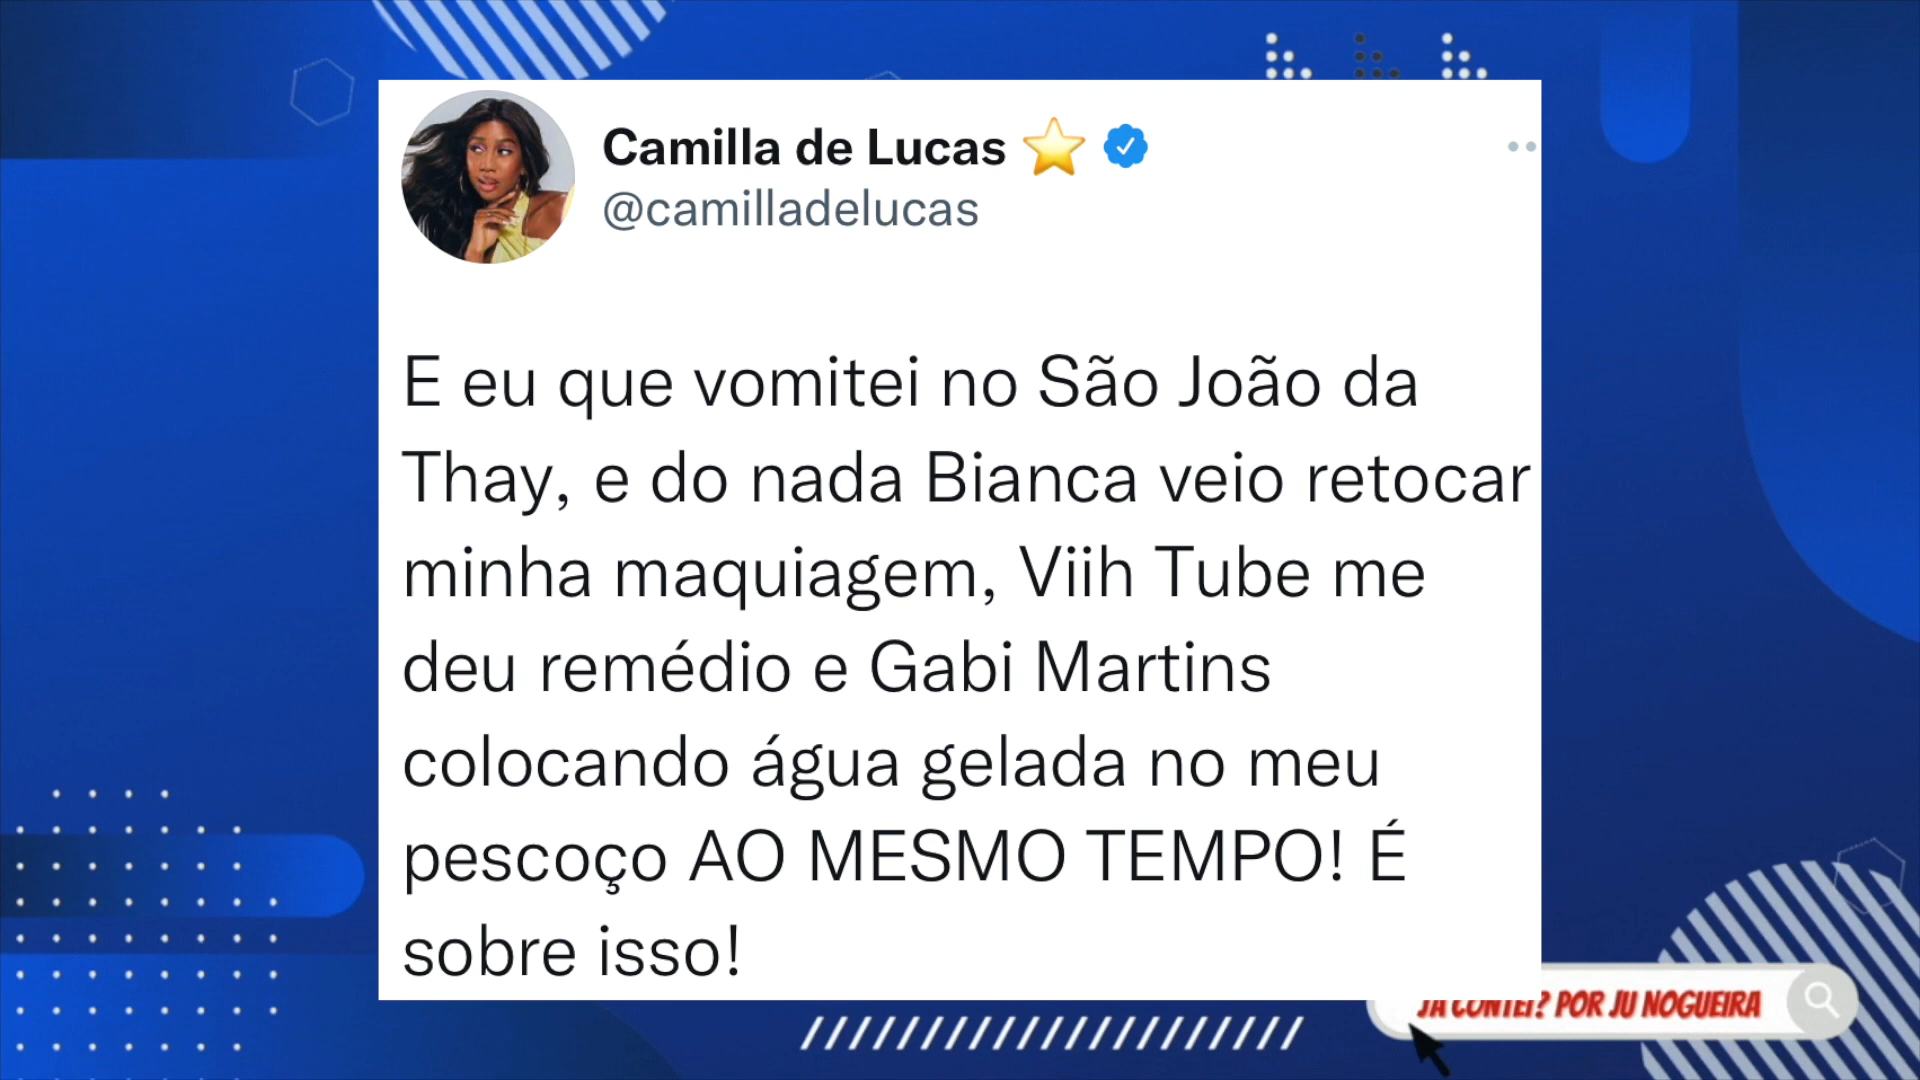 Camilla de Lucas ⭐
@camilladelucas
E eu que vomitei no São João da
Thay, e do nada Bianca veio retocar
minha maquiagem, Viih Tube me
deu remédio e Gabi Martins
colocando água gelada no meu
pescoço AO MESMO TEMPO! É
sobre isso!
JÁ CONTEI? POR JU NOGUEIRA